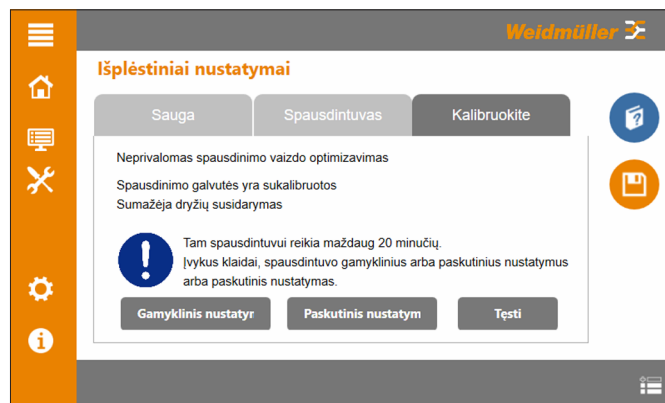 Weidmüller
Išplėstiniai nustatymai
Sauga
Spausdintuvas
Kalibruokite
Neprivalomas spausdinimo vaizdo optimizavimas
Spausdinimo galvutės yra sukalibruotos
Sumažėja dryžių susidarymas
Tam spausdintuvui reikia maždaug 20 minučių.
Įvykus klaidai, spausdintuvo gamyklinius arba paskutinius nustatymus
arba paskutinis nustatymas.
Gamyklinis nustatyr
Paskutinis nustatym
Tęsti